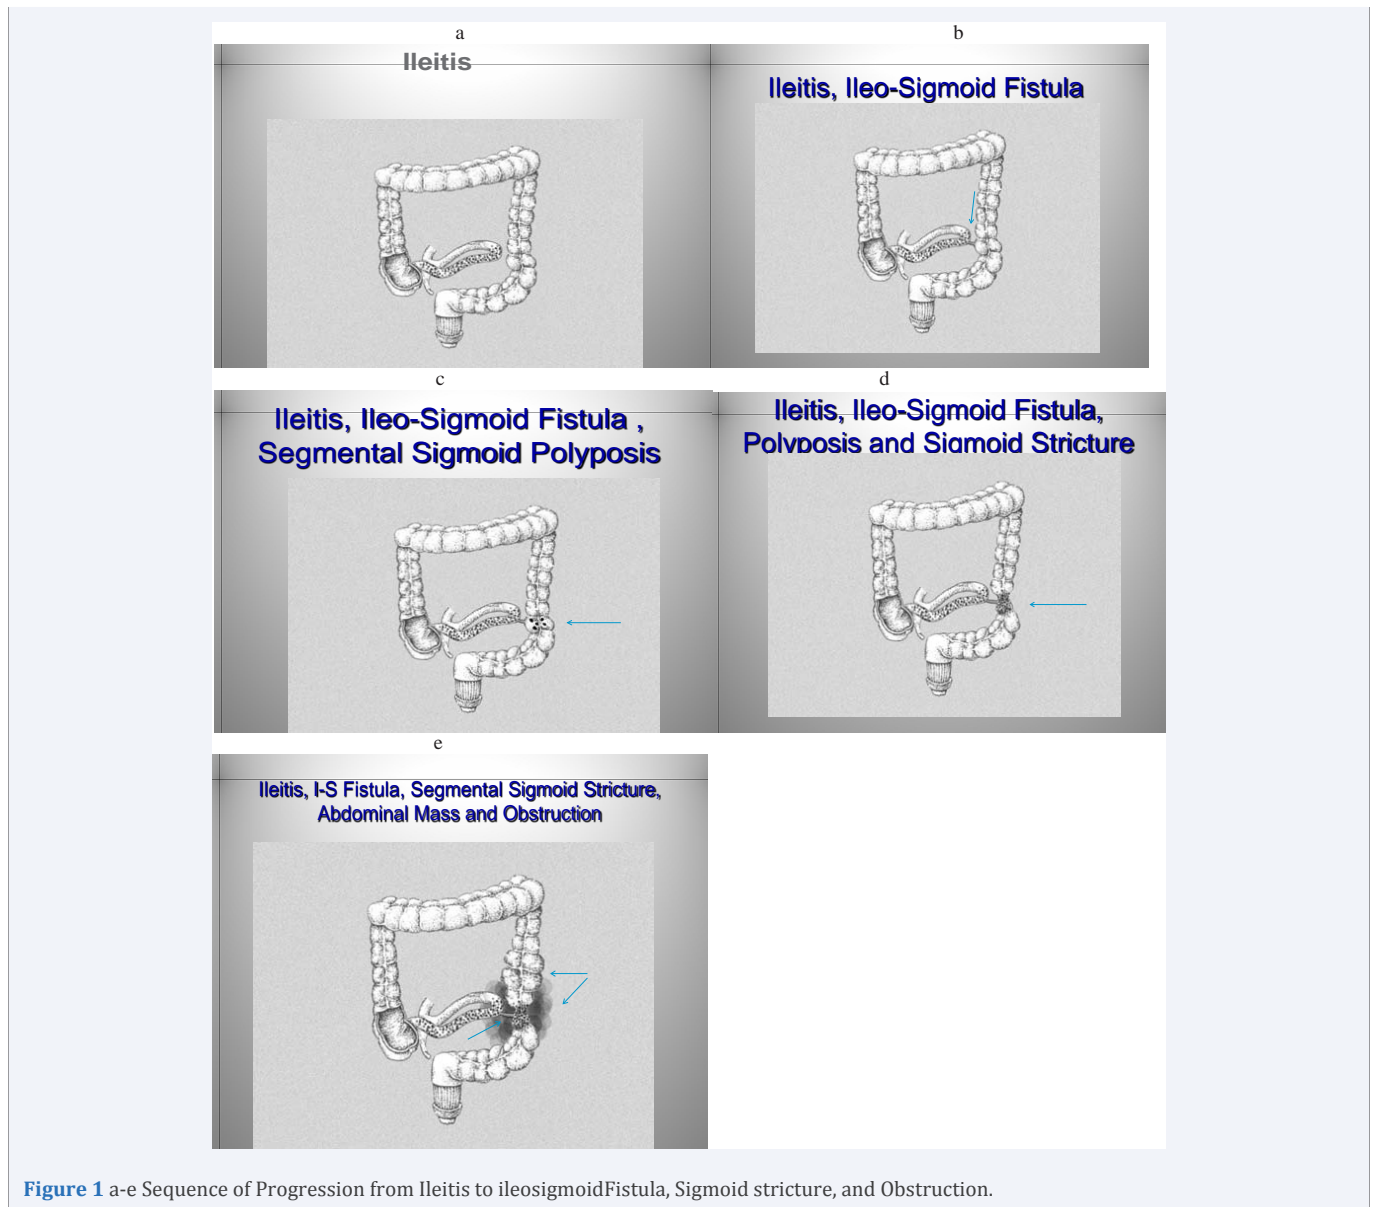 a
Ileitis
b
Ileitis, Ileo-Sigmoid Fistula
c
Ileitis, Ileo-Sigmoid Fistula ,
Segmental Sigmoid Polyposis
d
Ileitis, Ileo-Sigmoid Fistula,
Polyposis and Sigmoid Stricture
e
Ileitis, I-S Fistula, Segmental Sigmoid Stricture,
Abdominal Mass and Obstruction
Figure 1 a-e Sequence of Progression from Ileitis to ileosigmoidFistula, Sigmoid stricture, and Obstruction.